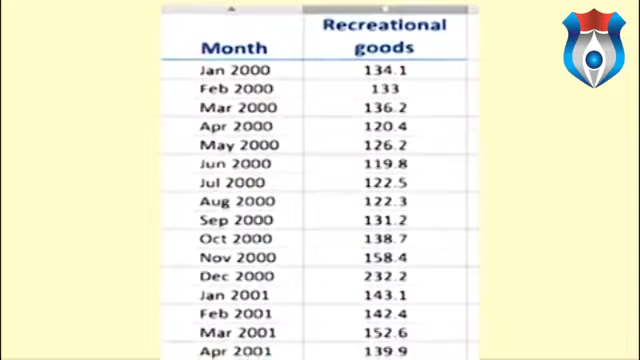 A
Month Recreational goods
Jan 2000 134.1
Feb 2000 133
Mar 2000 136.2
Apr 2000 120.4
May 2000 126.2
Jun 2000 119.8
Jul 2000 122.5
Aug 2000 122.3
Sep 2000 131.2
Oct 2000 138.7
Nov 2000 158.4
Dec 2000 232.2
Jan 2001 143.1
Feb 2001 142.4
Mar 2001 152.6
Apr 2001 139.9